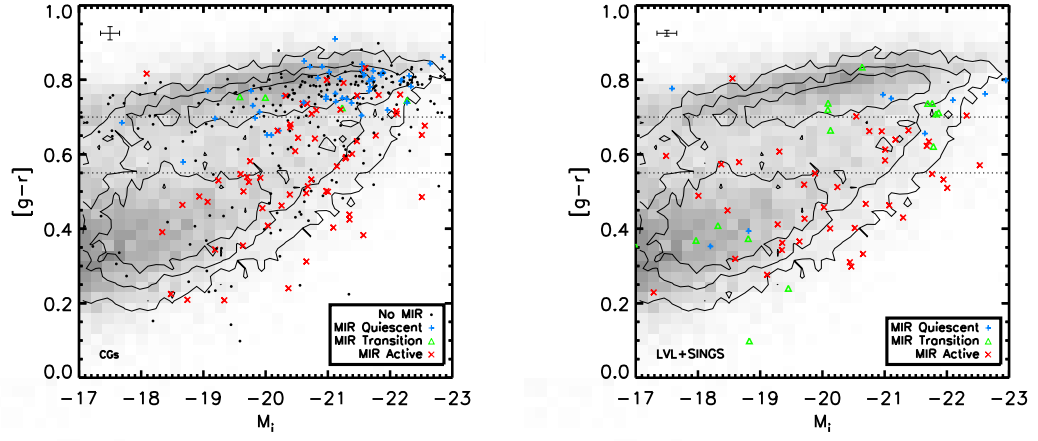 1.0
0.8
0.6
0.4
0.2
0.0
[g-r]
No MIR
MIR Quiescent
MIR Transition
MIR Active
CGs
-17 -18 -19 -20 -21 -22 -23
M_i
1.0
0.8
0.6
0.4
0.2
0.0
[g-r]
MIR Quiescent
MIR Transition
MIR Active
LVL+SINGS
-17 -18 -19 -20 -21 -22 -23
M_i